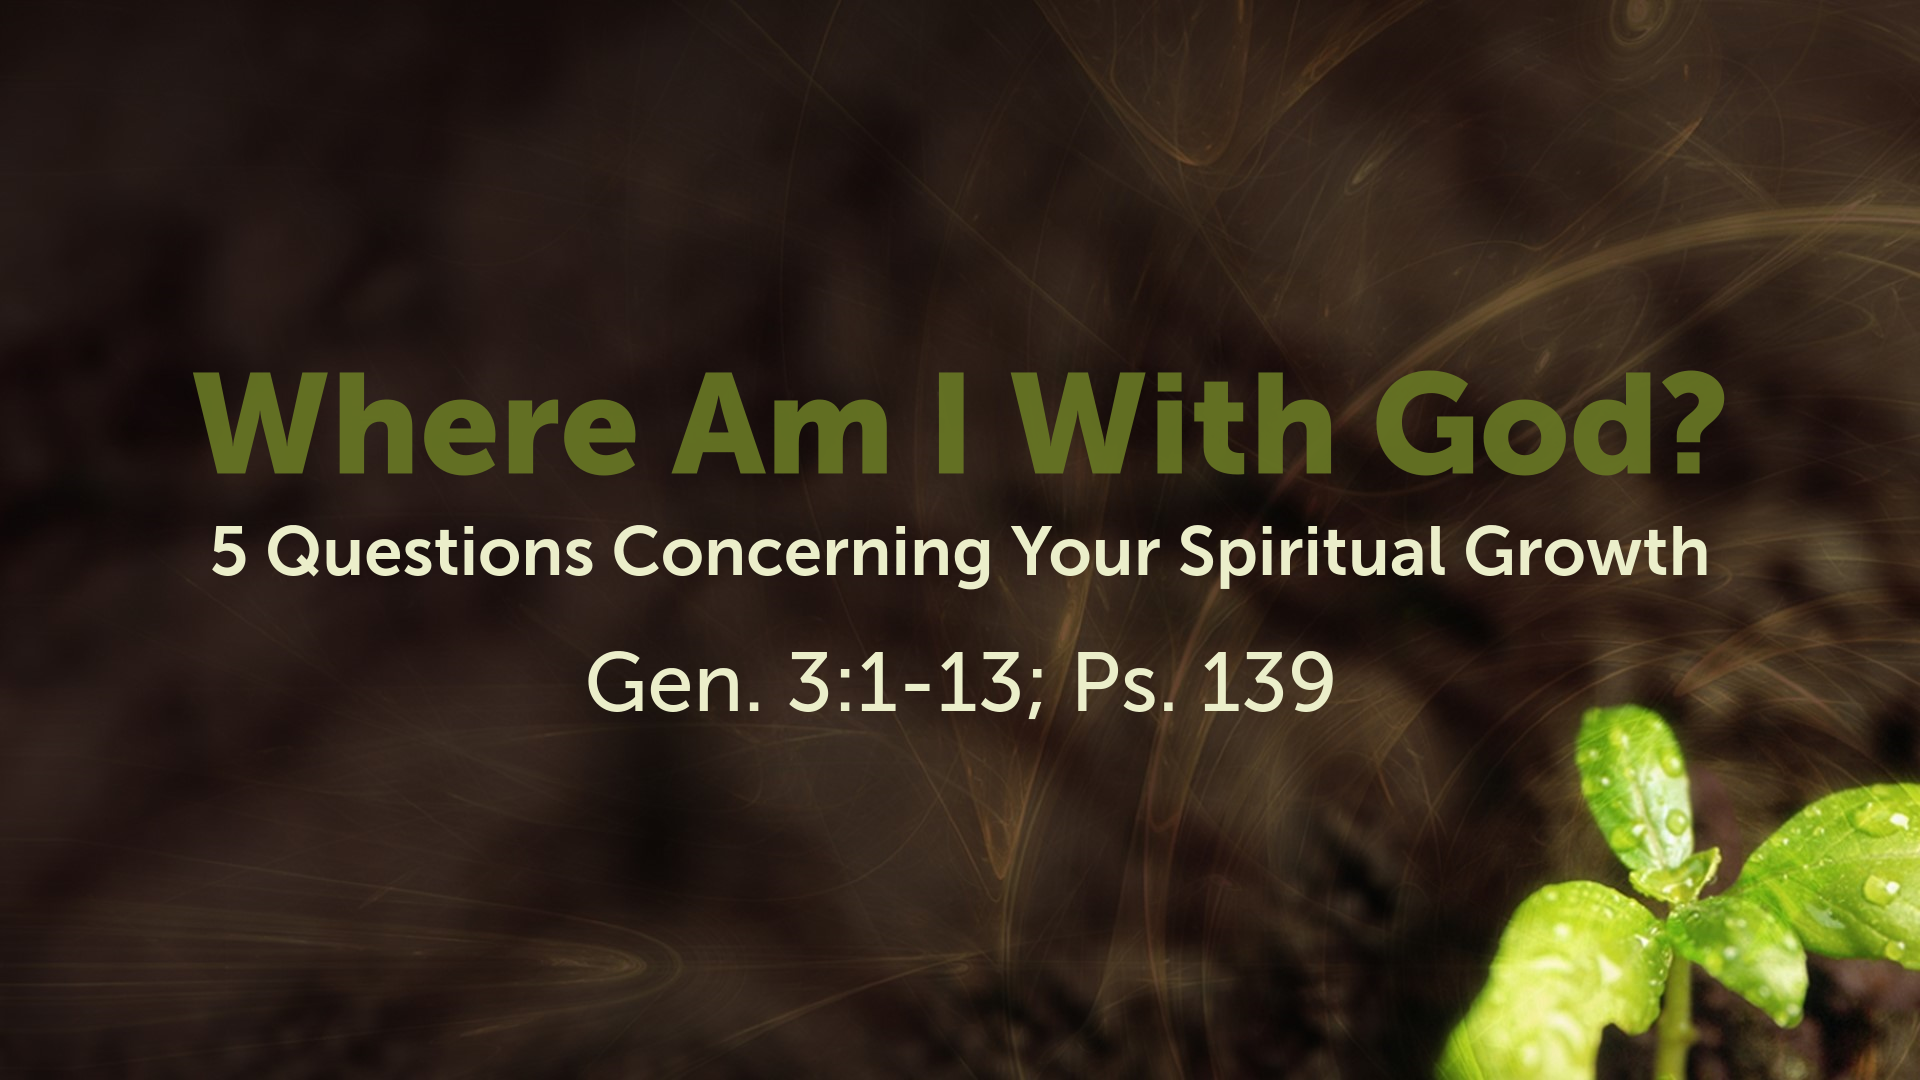 Where Am I With God?
5 Questions Concerning Your Spiritual Growth
Gen. 3:1-13; Ps. 139